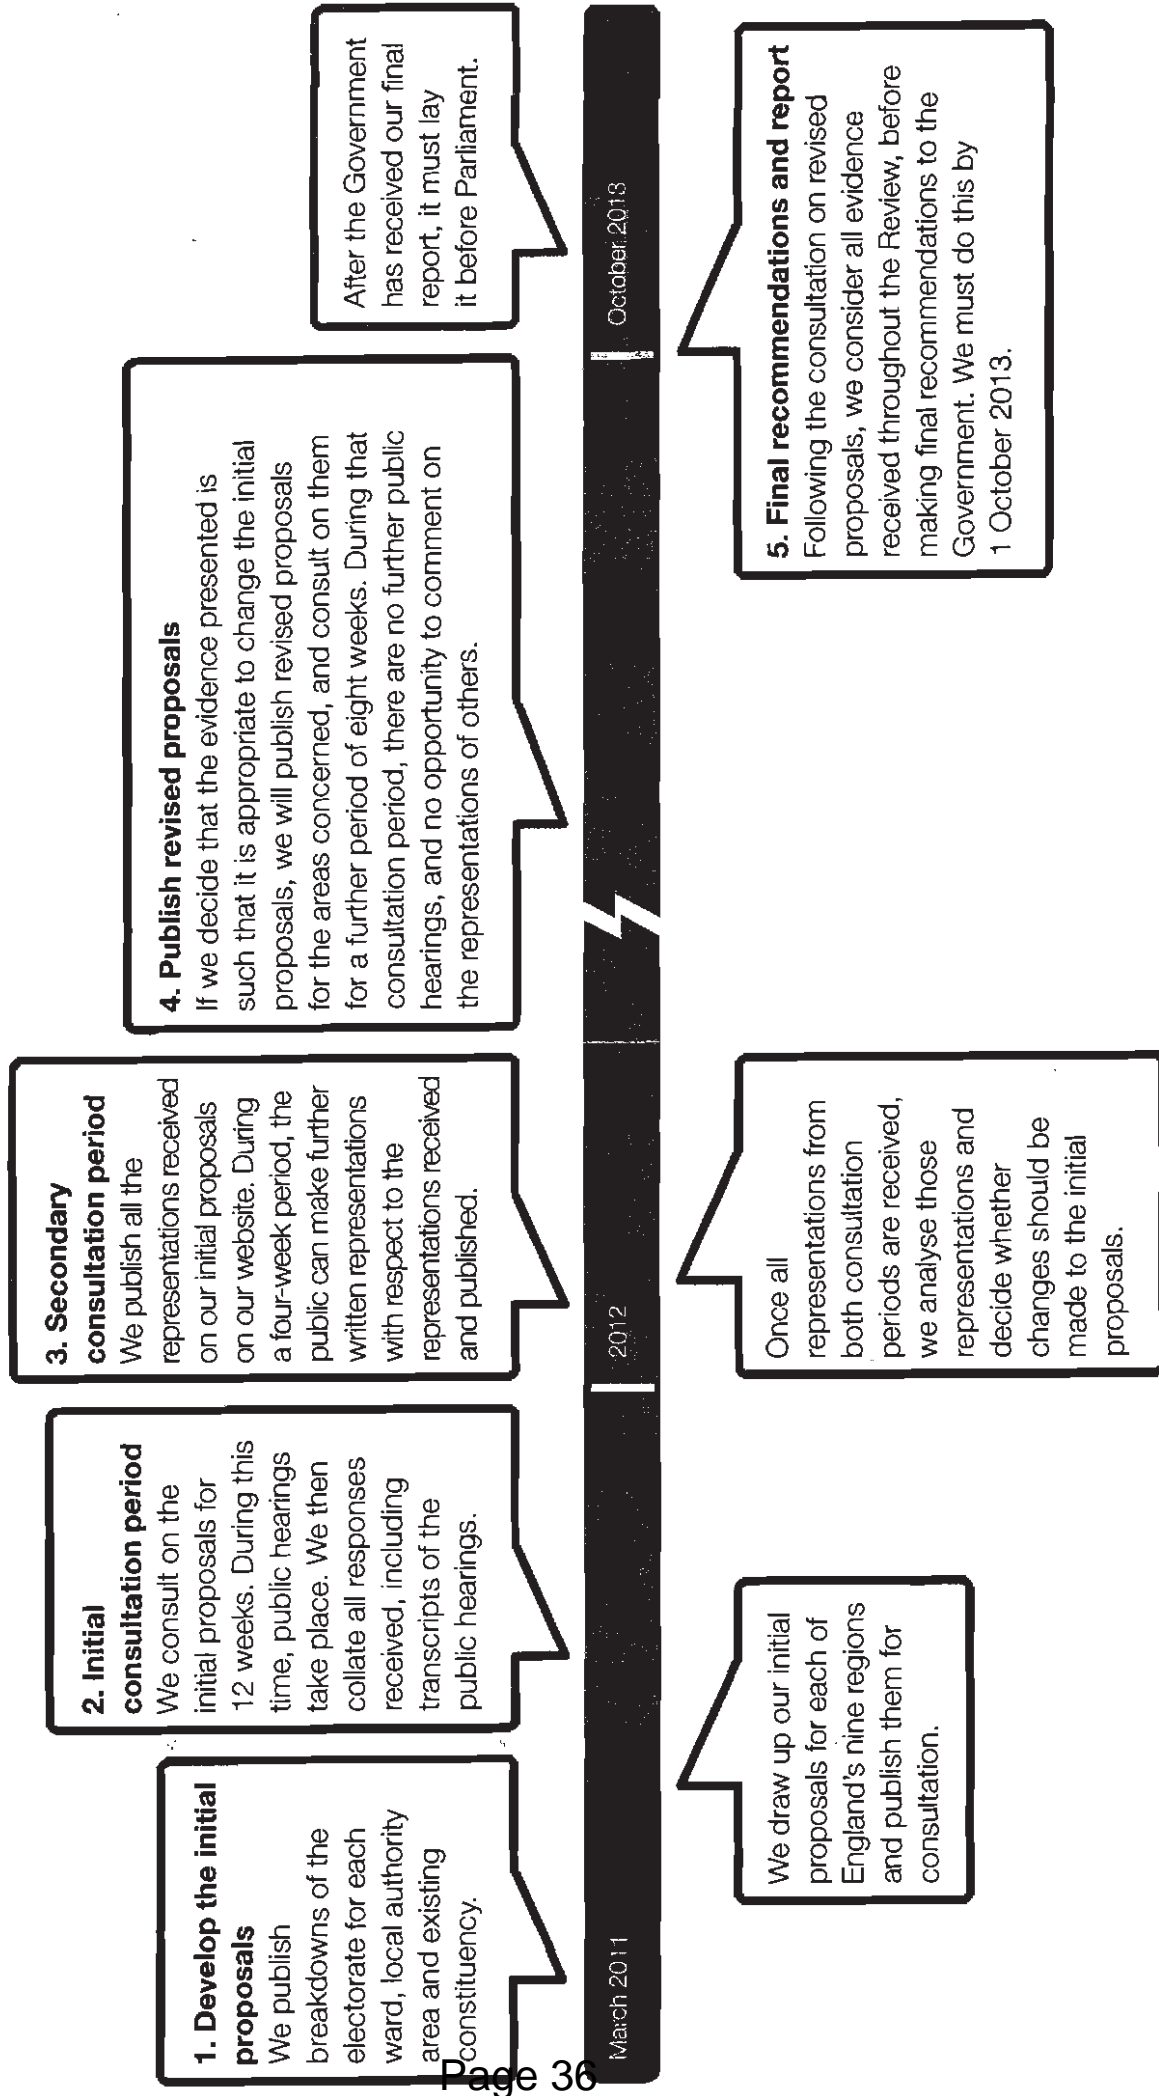 1. Develop the initial
proposals
We publish
breakdowns of the
electorate for each
ward, local authority
area and existing
constituency.
We draw up our initial
proposals for each of
England's nine regions
and publish them for
consultation.
2. Initial
consultation period
We consult on the
initial proposals for
12 weeks. During this
time, public hearings
take place. We then
collate all responses
received, including
transcripts of the
public hearings.
3. Secondary
consultation period
We publish all the
representations received
on our initial proposals
on our website. During
a four-week period, the
public can make further
written representations
with respect to the
representations received
and published.
Once all
representations from
both consultation
periods are received,
we analyse those
representations and
decide whether
changes should be
made to the initial
proposals.
4. Publish revised proposals
If we decide that the evidence presented is
such that it is appropriate to change the initial
proposals, we will publish revised proposals
for the areas concerned, and consult on them
for a further period of eight weeks. During that
consultation period, there are no further public
hearings, and no opportunity to comment on
the representations of others.
5. Final recommendations and report
Following the consultation on revised
proposals, we consider all evidence
received throughout the Review, before
making final recommendations to the
Government. We must do this by
1 October 2013.
After the Government
has received our final
report, it must lay
it before Parliament.
March 2011
2012
October 2013
Page 36